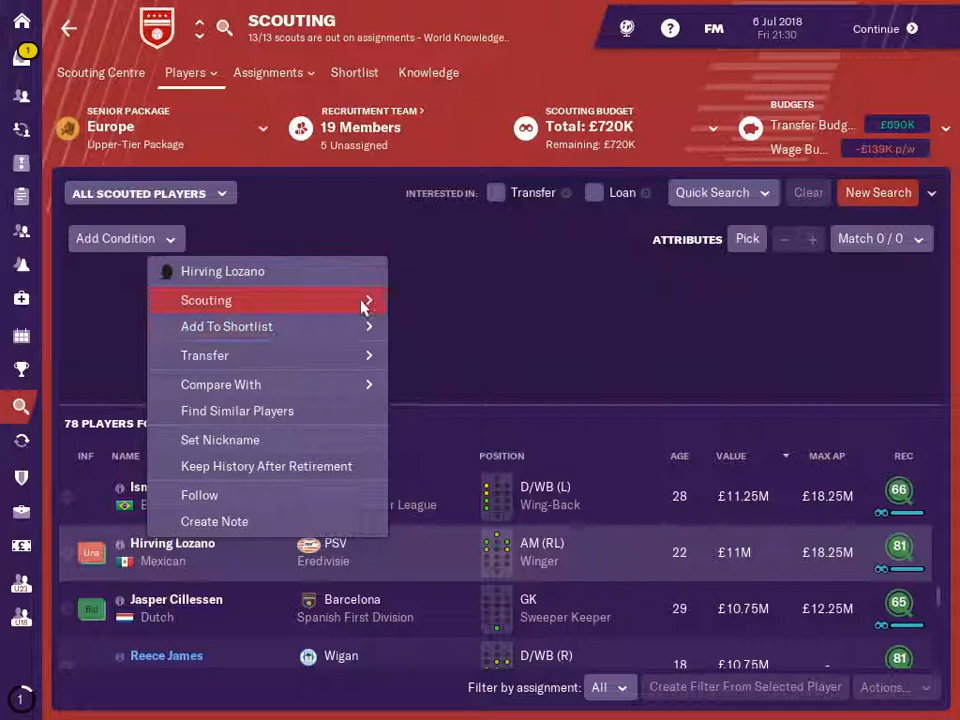 SCOUTING
13/13 scouts are out on assignments - World Knowledge..
6 Jul 2018
Fri 21:30
FM
Continue
1
Scouting Centre
Players
Assignments
Shortlist
Knowledge
SENIOR PACKAGE
Europe
Upper-Tier Package
RECRUITMENT TEAM >
19 Members
5 Unassigned
SCOUTING BUDGET
Total: £720K
Remaining: £720K
BUDGETS
Transfer Budg... £690K
Wage Bu... -£139K p/w
ALL SCOUTED PLAYERS
INTERESTED IN:
Transfer
Loan
Quick Search
Clear
New Search
Add Condition
ATTRIBUTES
Pick
Match 0 / 0
Hirving Lozano
Scouting
Add To Shortlist
Transfer
Compare With
Find Similar Players
Set Nickname
Keep History After Retirement
Follow
Create Note
78 PLAYERS FO
INF NAME POSITION AGE VALUE MAX AP REC
Ism
r League
D/WB (L)
Wing-Back
28 £11.25M £18.25M 66
Una
Hirving Lozano
Mexican
PSV
Eredivisie
AM (RL)
Winger
22 £11M £18.25M 81
Bid
Jasper Cillessen
Dutch
Barcelona
Spanish First Division
GK
Sweeper Keeper
29 £10.75M £12.25M 65
Reece James
Wigan
D/WB (R)
18 £10.75M - 81
U23
U18
1
Filter by assignment: All
Create Filter From Selected Player
Actions...